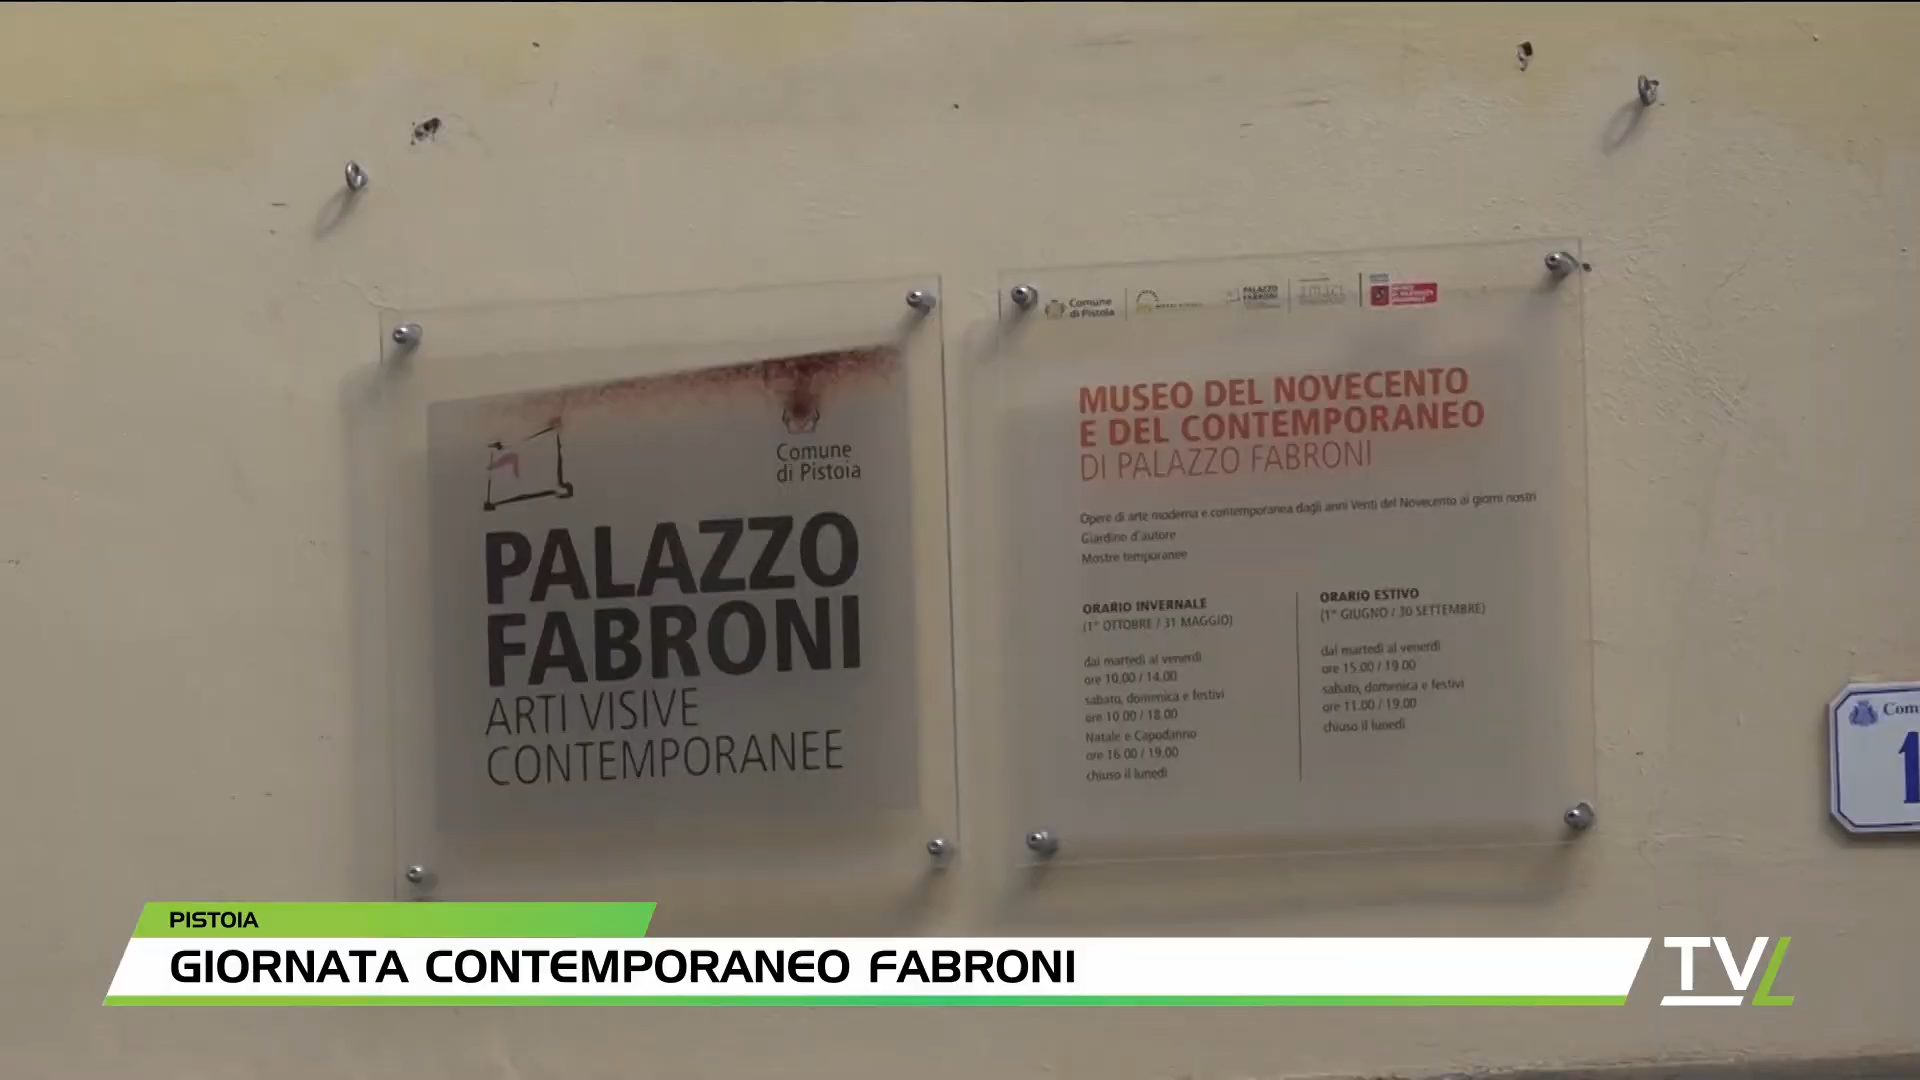 Comune
di Pistoia
PALAZZO
FABRONI
ARTI VISIVE
CONTEMPORANEE
Comune
di Pistoia
PALAZZO
FABRONI
MUSEO DEL NOVECENTO
E DEL CONTEMPORANEO
DI PALAZZO FABRONI
Opere di arte moderna e contemporanea dagli anni Venti del Novecento ai giorni nostri
Giardino d'autore
Mostre temporanee
ORARIO INVERNALE
(1° OTTOBRE / 31 MAGGIO)
dal martedì al venerdì
ore 10.00 / 14.00
sabato, domenica e festivi
ore 10.00 / 18.00
Natale e Capodanno
ore 16.00 / 19.00
chiuso il lunedì
ORARIO ESTIVO
(1° GIUGNO / 30 SETTEMBRE)
dal martedì al venerdì
ore 15.00 / 19.00
sabato, domenica e festivi
ore 11.00 / 19.00
chiuso il lunedì
Com
1
PISTOIA
GIORNATA CONTEMPORANEO FABRONI
TVL